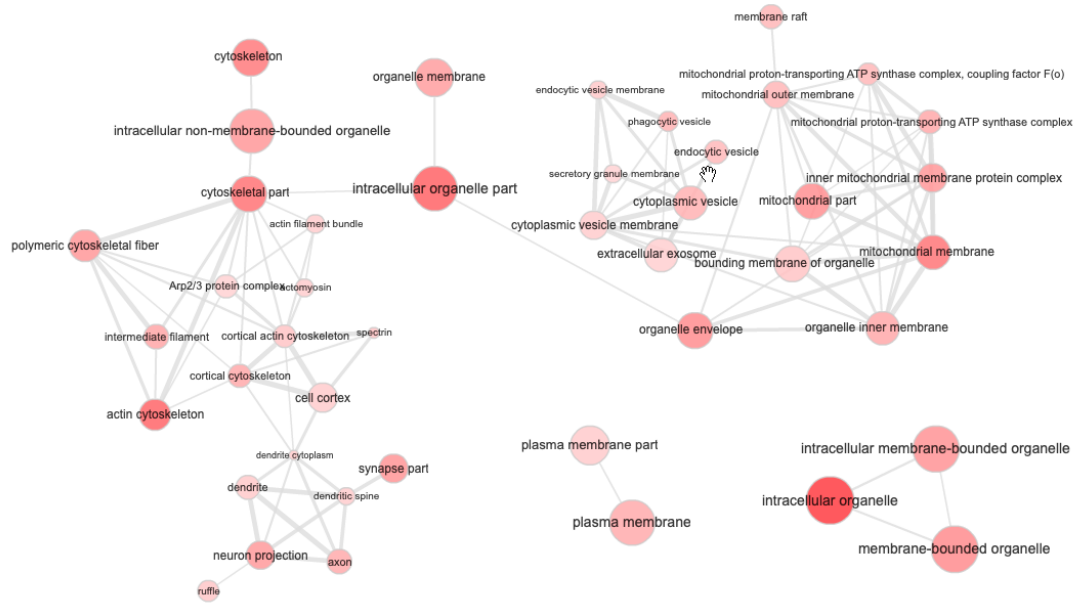 membrane raft
cytoskeleton
organelle membrane
mitochondrial proton-transporting ATP synthase complex, coupling factor F(o)
endocytic vesicle membrane
mitochondrial outer membrane
phagocytic vesicle
mitochondrial proton-transporting ATP synthase complex
intracellular non-membrane-bounded organelle
endocytic vesicle
secretory granule membrane
inner mitochondrial membrane protein complex
cytoskeletal part
intracellular organelle part
cytoplasmic vesicle
mitochondrial part
actin filament bundle
cytoplasmic vesicle membrane
polymeric cytoskeletal fiber
extracellular exosome
mitochondrial membrane
bounding membrane of organelle
Arp2/3 protein complex
actomyosin
organelle envelope
organelle inner membrane
intermediate filament
cortical actin cytoskeleton
spectrin
cortical cytoskeleton
cell cortex
actin cytoskeleton
plasma membrane part
intracellular membrane-bounded organelle
dendrite cytoplasm
synapse part
dendrite
dendritic spine
intracellular organelle
plasma membrane
membrane-bounded organelle
neuron projection
axon
ruffle